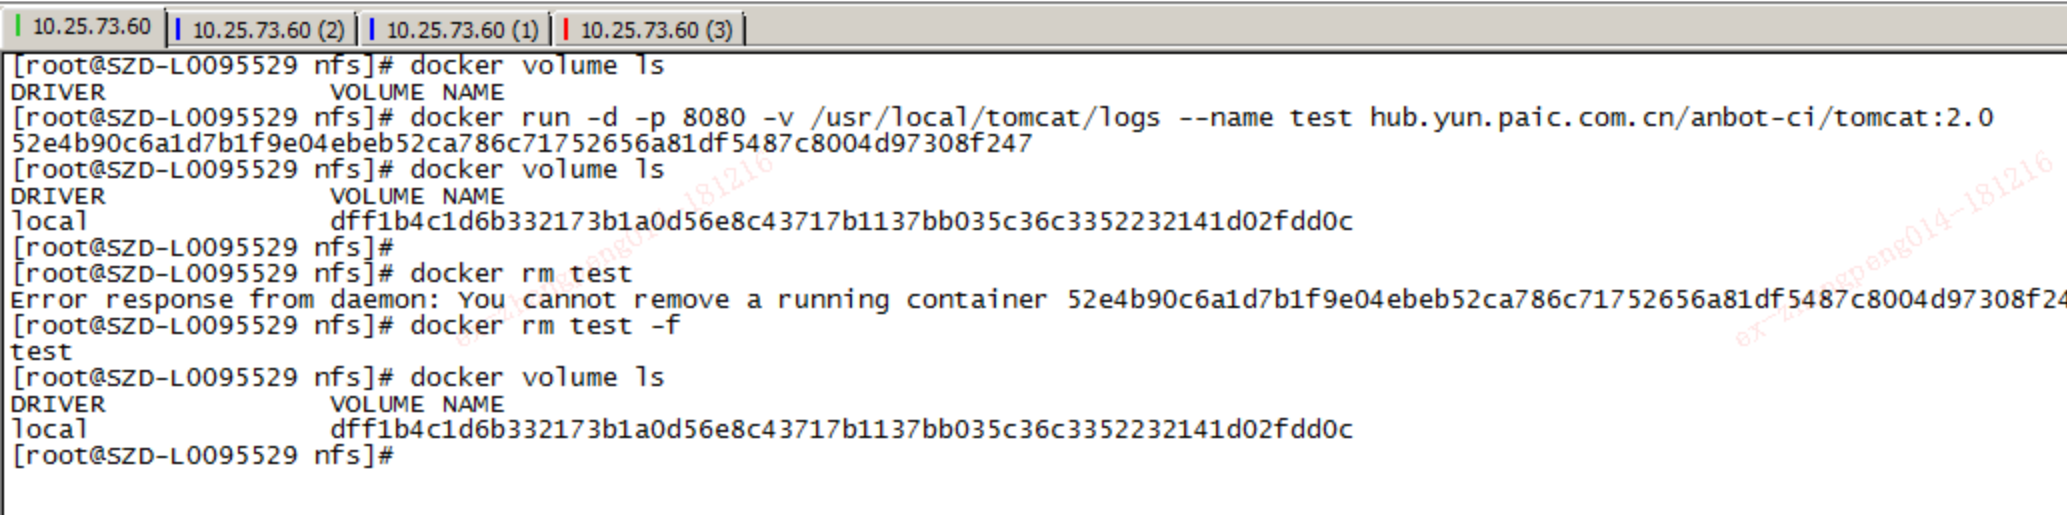 10.25.73.60 10.25.73.60 (2) 10.25.73.60 (1) 10.25.73.60 (3)
[root@SZD-L0095529 nfs]# docker volume ls
DRIVER VOLUME NAME
[root@SZD-L0095529 nfs]# docker run -d -p 8080 -v /usr/local/tomcat/logs --name test hub.yun.paic.com.cn/anbot-ci/tomcat:2.0
52e4b90c6a1d7b1f9e04ebeb52ca786c71752656a81df5487c8004d97308f247
[root@SZD-L0095529 nfs]# docker volume ls
DRIVER VOLUME NAME
local dff1b4c1d6b332173b1a0d56e8c43717b1137bb035c36c3352232141d02fdd0c
[root@SZD-L0095529 nfs]#
[root@SZD-L0095529 nfs]# docker rm test
Error response from daemon: You cannot remove a running container 52e4b90c6a1d7b1f9e04ebeb52ca786c71752656a81df5487c8004d97308f24
[root@SZD-L0095529 nfs]# docker rm test -f
test
[root@SZD-L0095529 nfs]# docker volume ls
DRIVER VOLUME NAME
local dff1b4c1d6b332173b1a0d56e8c43717b1137bb035c36c3352232141d02fdd0c
[root@SZD-L0095529 nfs]#